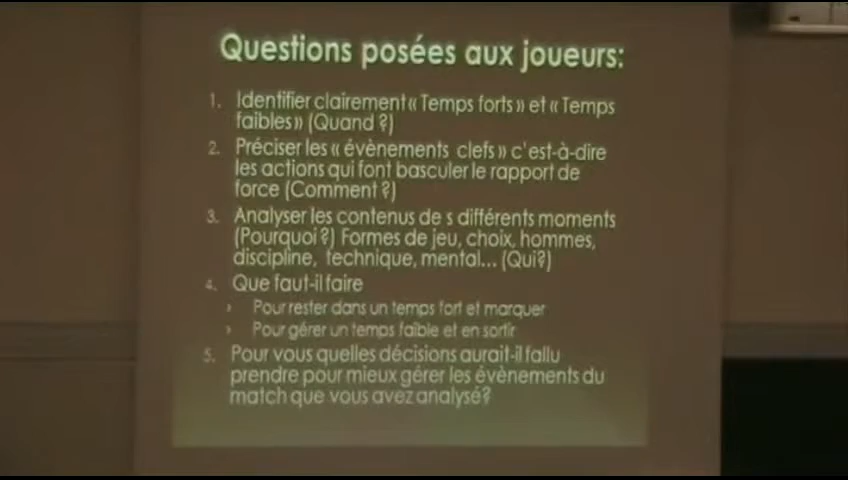 Questions posées aux joueurs:
1. Identifier clairement « Temps forts » et « Temps
faibles » (Quand ?)
2. Préciser les « évènements clefs » c'est-à-dire
les actions qui font basculer le rapport de
force (Comment ?)
3. Analyser les contenus de s différents moments
(Pourquoi ?) Formes de jeu, choix, hommes,
discipline, technique, mental... (Qui?)
4. Que faut-il faire
› Pour rester dans un temps fort et marquer
› Pour gérer un temps faible et en sortir
5. Pour vous quelles décisions aurait-il fallu
prendre pour mieux gérer les évènements du
match que vous avez analysé?